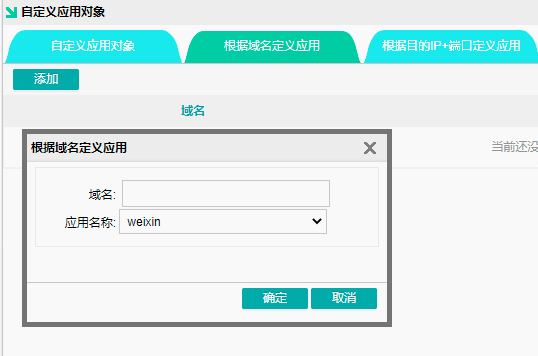 自定义应用对象
自定义应用对象 根据域名定义应用 根据目的IP+端口定义应用
添加
域名
根据域名定义应用
当前还没
域名:
应用名称: weixin
确定 取消